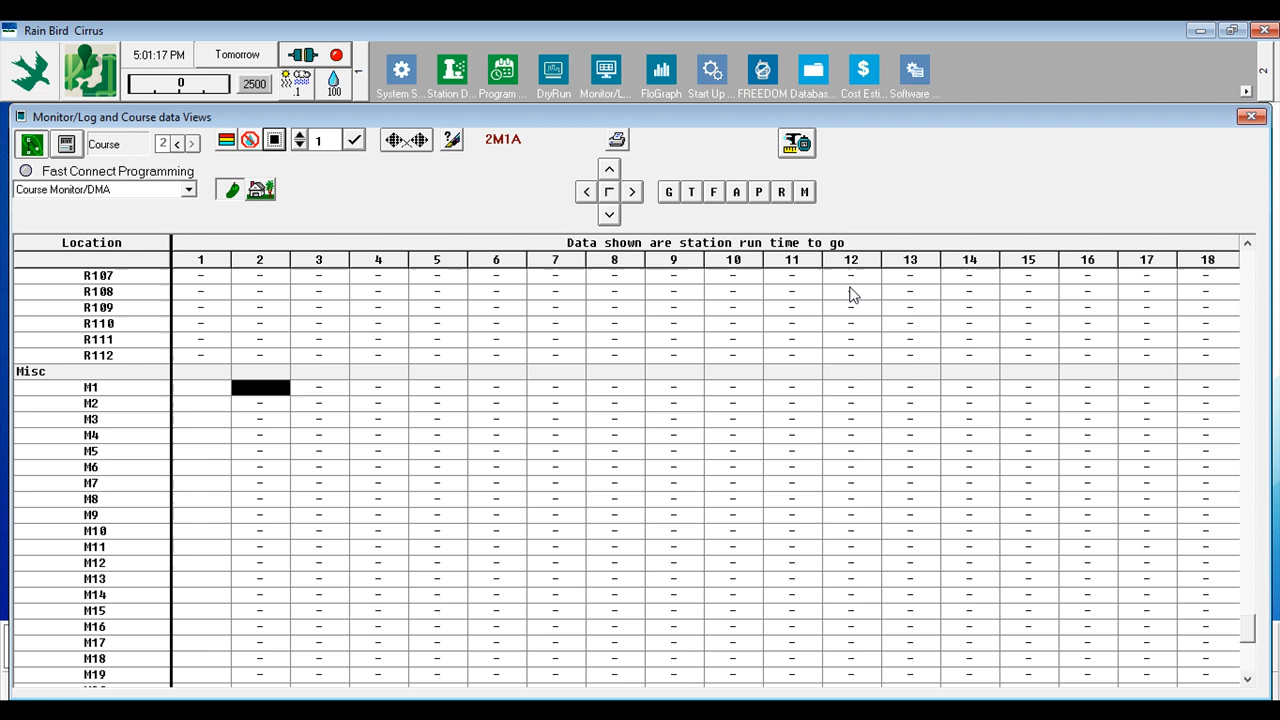 Rain Bird Cirrus
5:01:17 PM
Tomorrow
0
2500
.1
100
System S...
Station D...
Program ...
DryRun
Monitor/L...
FloGraph
Start Up ...
FREEDOM
Databas...
Cost Esti...
Software ...
2
Monitor/Log and Course data Views
Course
2
1
2M1A
Fast Connect Programming
Course Monitor/DMA
G T F A P R M
Location Data shown are station run time to go
1 2 3 4 5 6 7 8 9 10 11 12 13 14 15 16 17 18
R107 – – – – – – – – – – – – – – – – – –
R108 – – – – – – – – – – – – – – – – – –
R109 – – – – – – – – – – – – – – – – – –
R110 – – – – – – – – – – – – – – – – – –
R111 – – – – – – – – – – – – – – – – – –
R112 – – – – – – – – – – – – – – – – – –
Misc
M1 – – – – – – – – – – – – – – – –
M2 – – – – – – – – – – – – – – – – –
M3 – – – – – – – – – – – – – – – – –
M4 – – – – – – – – – – – – – – – – –
M5 – – – – – – – – – – – – – – – – –
M6 – – – – – – – – – – – – – – – – –
M7 – – – – – – – – – – – – – – – – –
M8 – – – – – – – – – – – – – – – – –
M9 – – – – – – – – – – – – – – – – –
M10 – – – – – – – – – – – – – – – – –
M11 – – – – – – – – – – – – – – – – –
M12 – – – – – – – – – – – – – – – – –
M13 – – – – – – – – – – – – – – – – –
M14 – – – – – – – – – – – – – – – – –
M15 – – – – – – – – – – – – – – – – –
M16 – – – – – – – – – – – – – – – – –
M17 – – – – – – – – – – – – – – – – –
M18 – – – – – – – – – – – – – – – – –
M19 – – – – – – – – – – – – – – – – –